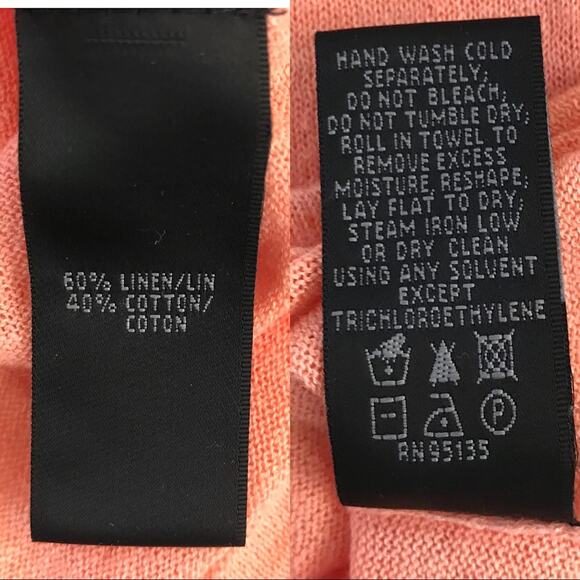 60% LINEN/LIN
40% COTTON/
COTON
HAND WASH COLD
SEPARATELY;
DO NOT BLEACH;
DO NOT TUMBLE DRY;
ROLL IN TOWEL TO
REMOVE EXCESS
MOISTURE, RESHAPE,
LAY FLAT TO DRY;
STEAM IRON LOW
OR DRY CLEAN
USING ANY SOLVENT
EXCEPT
TRICHLOROETHYLENE
P
RN 95135